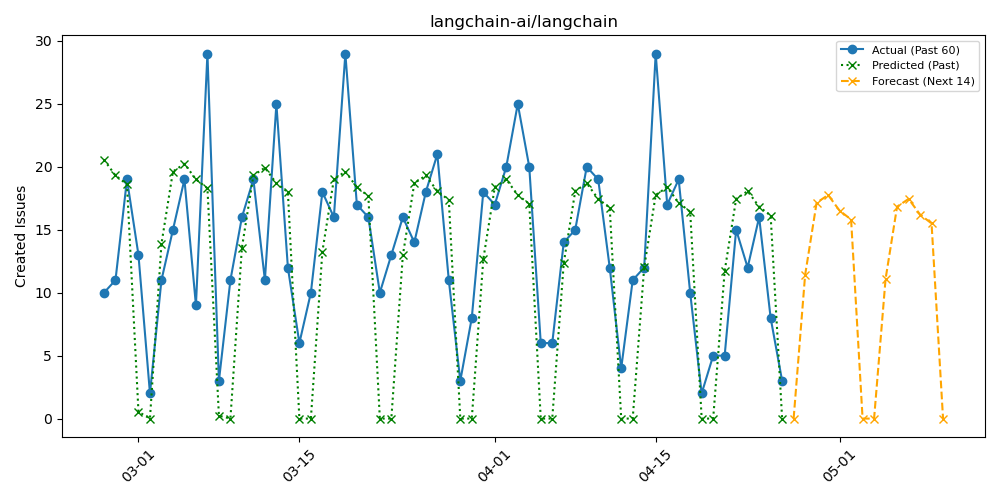 langchain-ai/langchain
Created Issues
30
25
20
15
10
5
0
03-01
03-15
04-01
04-15
05-01
Actual (Past 60)
Predicted (Past)
Forecast (Next 14)